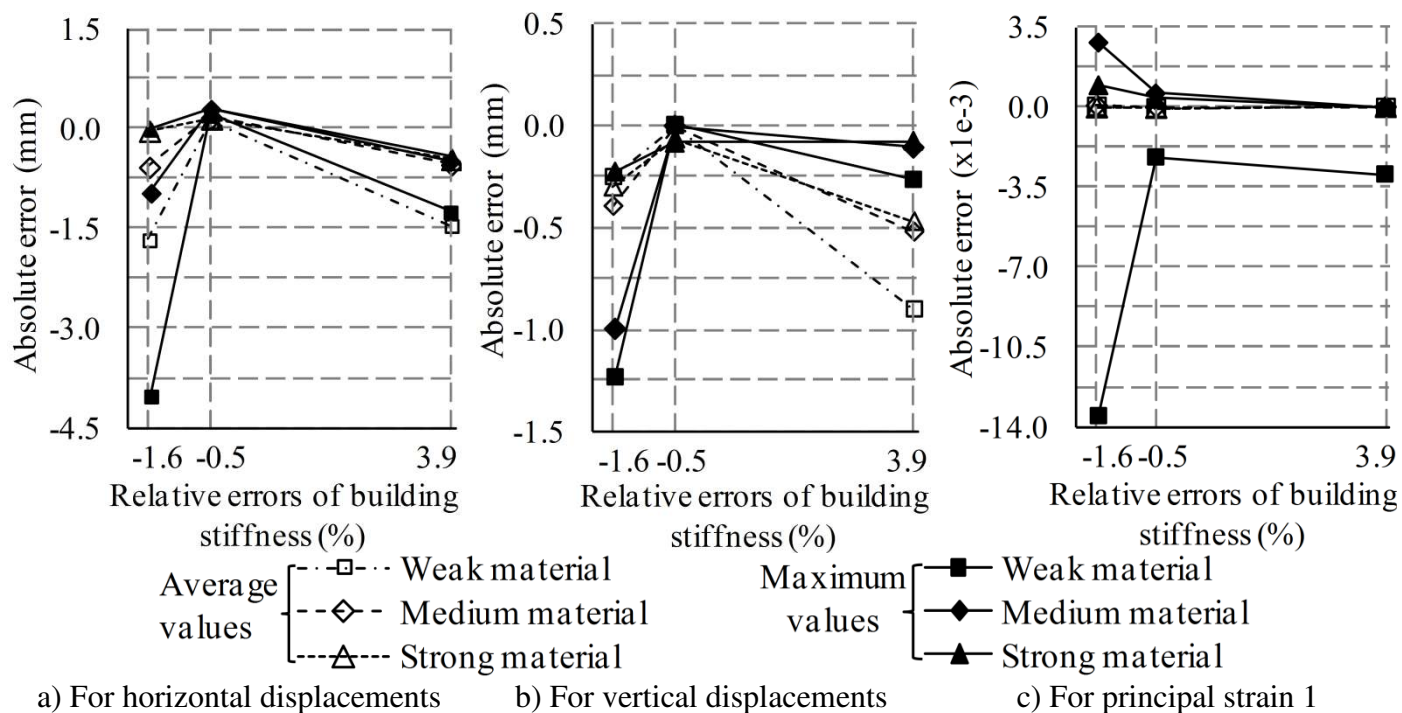 1.5
0.0
-1.5
-3.0
-4.5
Absolute error (mm)
-1.6 -0.5 3.9
Relative errors of building
stiffness (%)
0.5
0.0
-0.5
-1.0
-1.5
Absolute error (mm)
-1.6 -0.5 3.9
Relative errors of building
stiffness (%)
3.5
0.0
-3.5
-7.0
-10.5
-14.0
Absolute error (x1e-3)
-1.6 -0.5 3.9
Relative errors of building
stiffness (%)
Average
values
Weak material
Medium material
Strong material
Maximum
values
Weak material
Medium material
Strong material
a) For horizontal displacements
b) For vertical displacements
c) For principal strain 1